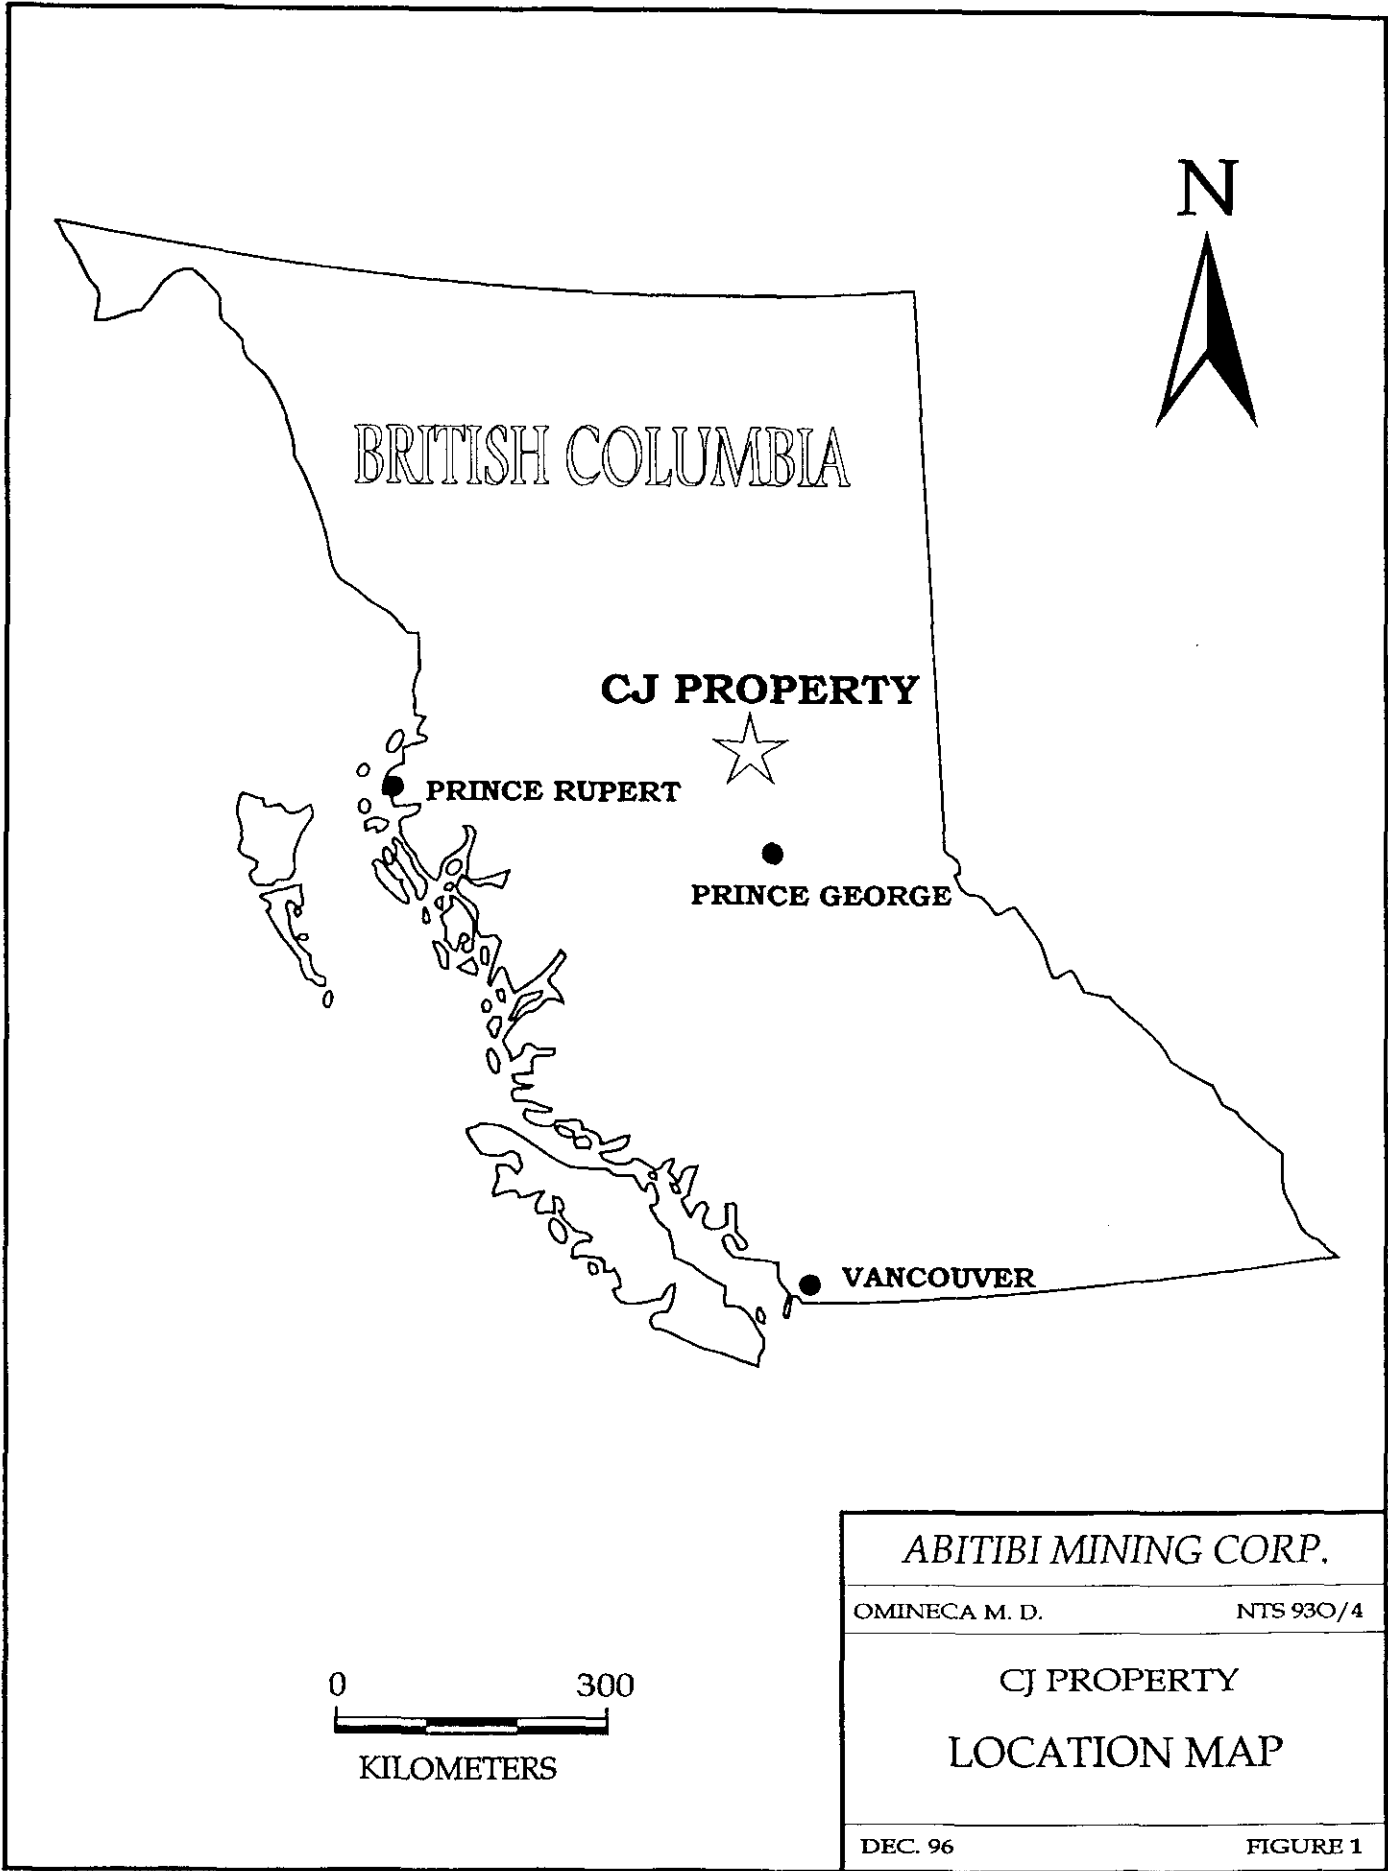 N
BRITISH COLUMBIA
CJ PROPERTY
PRINCE RUPERT
PRINCE GEORGE
VANCOUVER
0 300
KILOMETERS
ABITIBI MINING CORP.
OMINECA M. D. NTS 93O/4
CJ PROPERTY
LOCATION MAP
DEC. 96 FIGURE 1